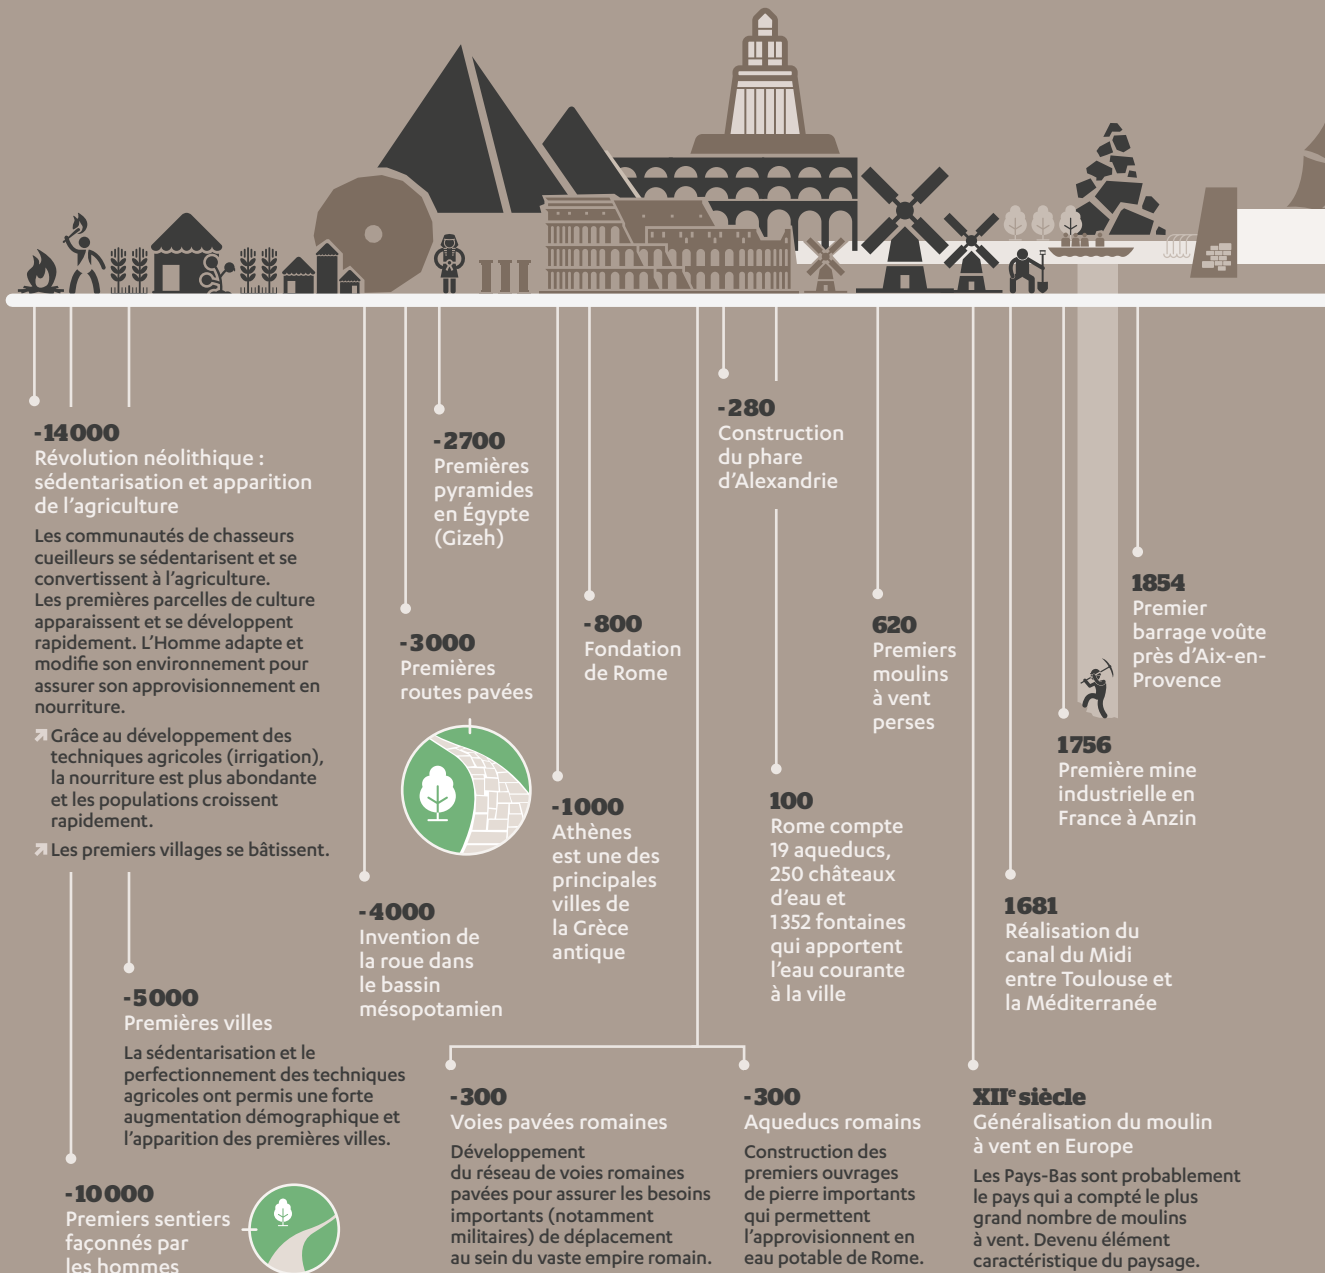 -14000
Révolution néolithique :
sédentarisation et apparition
de l'agriculture
Les communautés de chasseurs
cueilleurs se sédentarisent et se
convertissent à l'agriculture.
Les premières parcelles de culture
apparaissent et se développent
rapidement. L'Homme adapte et
modifie son environnement pour
assurer son approvisionnement en
nourriture.
Grâce au développement des
techniques agricoles (irrigation),
la nourriture est plus abondante
et les populations croissent
rapidement.
Les premiers villages se bâtissent.
-10000
Premiers sentiers
façonnés par
les hommes
-5000
Premières villes
La sédentarisation et le
perfectionnement des techniques
agricoles ont permis une forte
augmentation démographique et
l'apparition des premières villes.
-4000
Invention de
la roue dans
le bassin
mésopotamien
-3000
Premières
routes pavées
-2700
Premières
pyramides
en Égypte
(Gizeh)
-1000
Athènes
est une des
principales
villes de
la Grèce
antique
-800
Fondation
de Rome
-300
Voies pavées romaines
Développement
du réseau de voies romaines
pavées pour assurer les besoins
importants (notamment
militaires) de déplacement
au sein du vaste empire romain.
-300
Aqueducs romains
Construction des
premiers ouvrages
de pierre importants
qui permettent
l'approvisionnent en
eau potable de Rome.
-280
Construction
du phare
d'Alexandrie
100
Rome compte
19 aqueducs,
250 châteaux
d'eau et
1352 fontaines
qui apportent
l'eau courante
à la ville
620
Premiers
moulins
à vent
perses
XIIe siècle
Généralisation du moulin
à vent en Europe
Les Pays-Bas sont probablement
le pays qui a compté le plus
grand nombre de moulins
à vent. Devenu élément
caractéristique du paysage.
1681
Réalisation du
canal du Midi
entre Toulouse et
la Méditerranée
1756
Première mine
industrielle en
France à Anzin
1854
Premier
barrage voûte
près d'Aix-en-
Provence